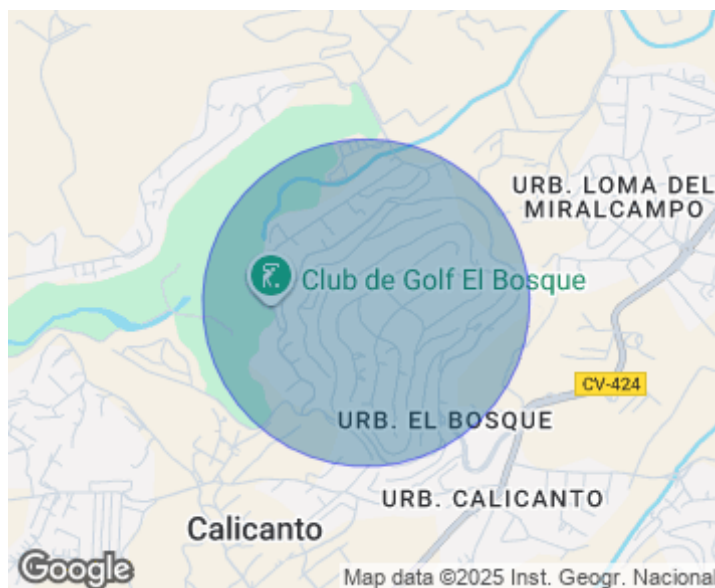 URB. LOMA DEL
MIRALCAMPO
Club de Golf El Bosque
CV-424
URB. EL BOSQUE
URB. CALICANTO
Calicanto
Google
Map data ©2025 Inst. Geogr. Nacional